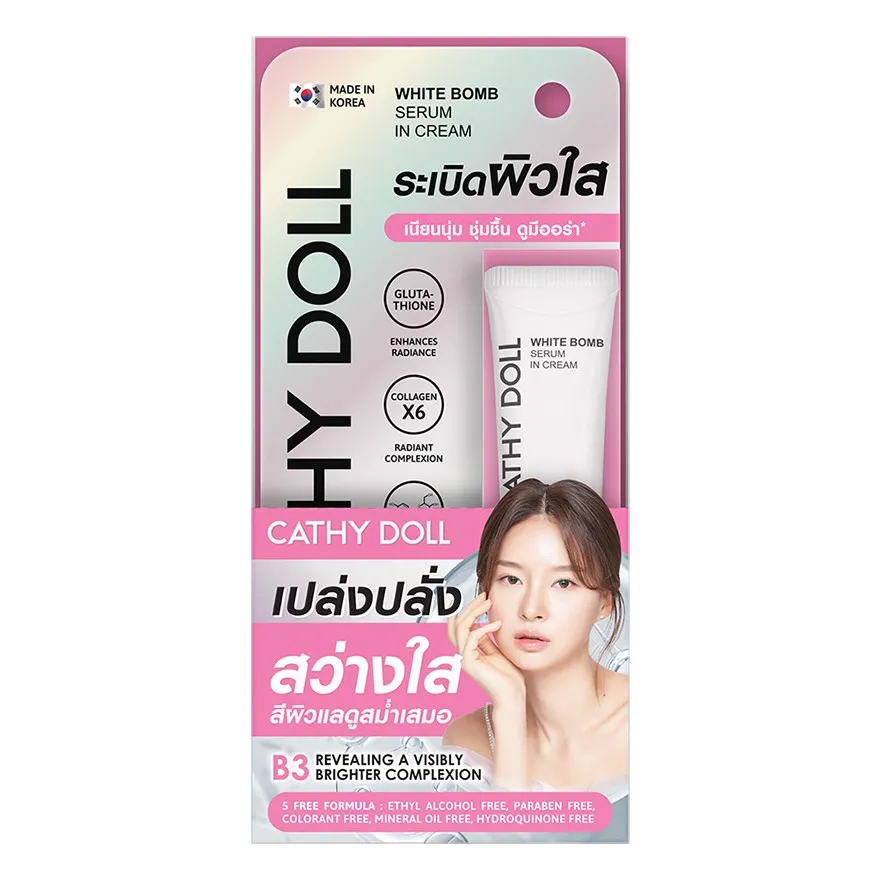 MADE IN
KOREA
WHITE BOMB
SERUM
IN CREAM
ระเบิดผิวใส
เนียนนุ่ม ชุ่มชื้น ดูมีออร่า*
HY DOLL
GLUTA-
THIONE
ENHANCES
RADIANCE
COLLAGEN
X6
RADIANT
COMPLEXION
WHITE BOMB
SERUM
IN CREAM
ATHY DOLL
CATHY DOLL
เปล่งปลั่ง
สว่างใส
สีผิวแลดูสม่ำเสมอ
B3 REVEALING A VISIBLY
BRIGHTER COMPLEXION
5 FREE FORMULA : ETHYL ALCOHOL FREE, PARABEN FREE,
COLORANT FREE, MINERAL OIL FREE, HYDROQUINONE FREE